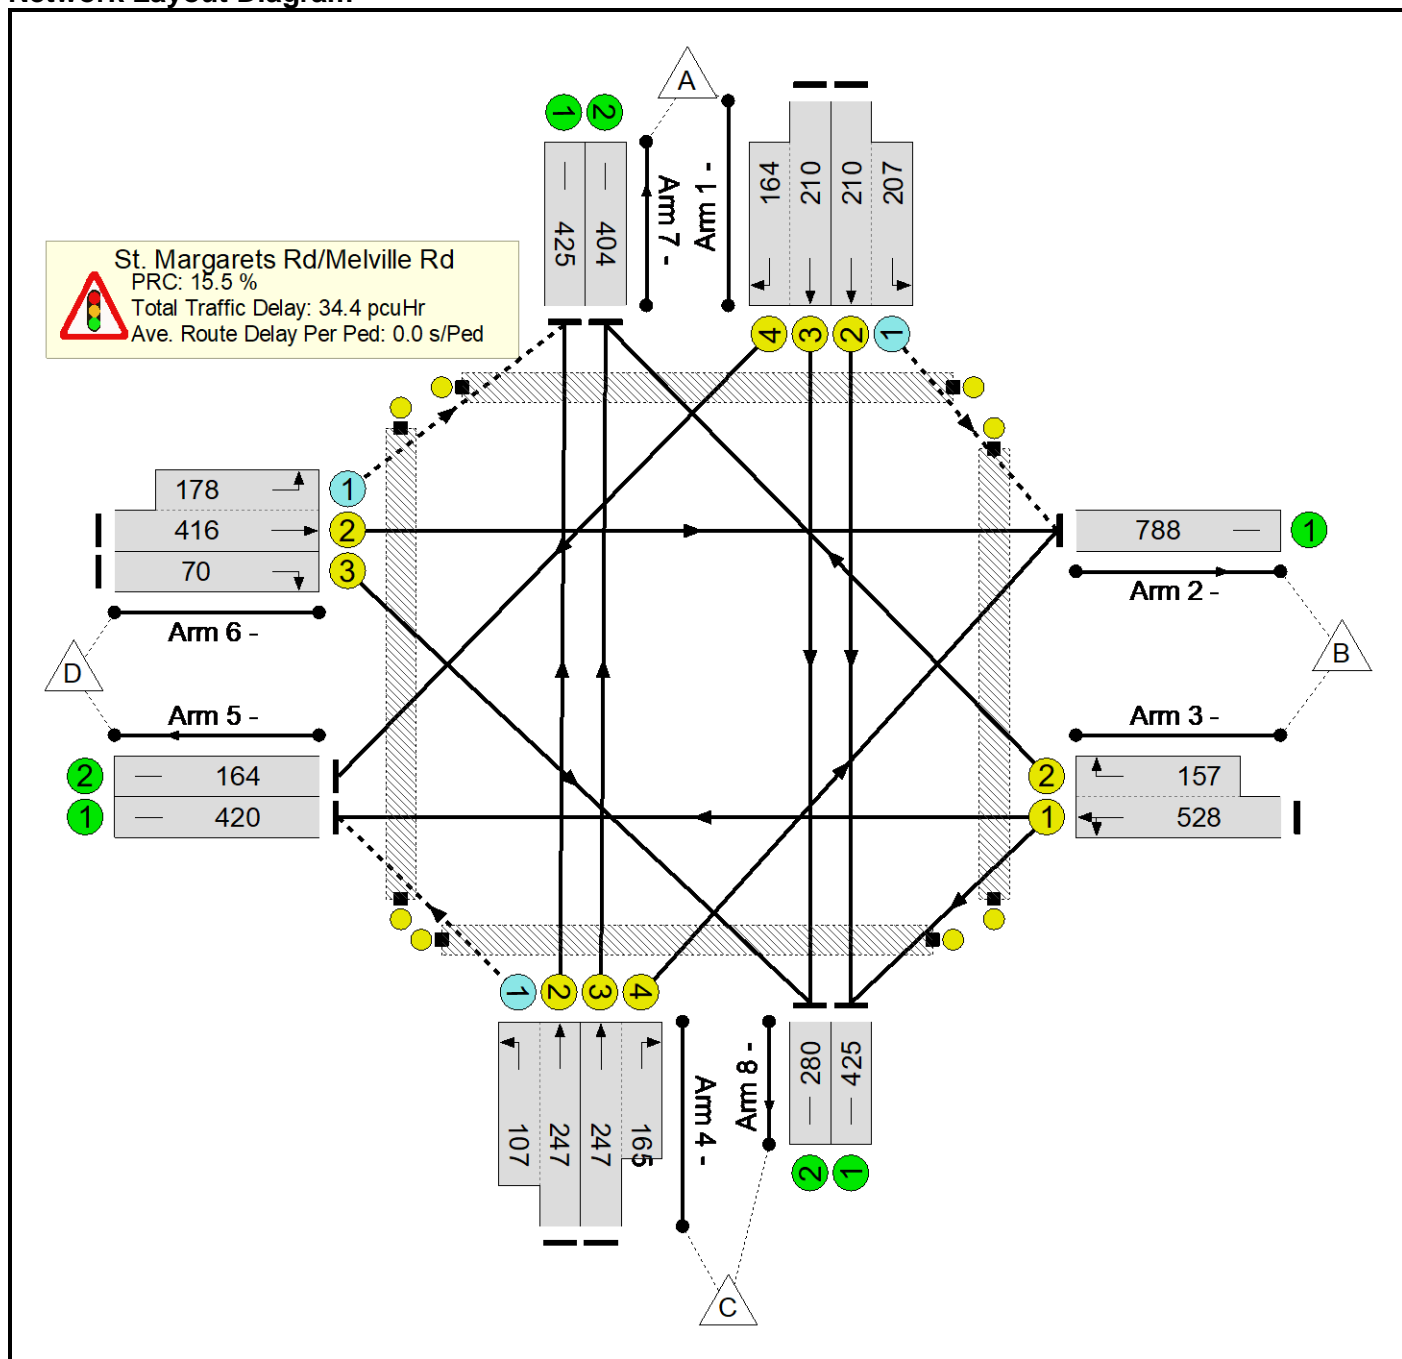 Network Layout Diagram
A
1
2
Arm 7 -
Arm 1 -
425
404
164
210
210
207
4
3
2
1
St. Margarets Rd/Melville Rd
PRC: 15.5 %
Total Traffic Delay: 34.4 pcuHr
Ave. Route Delay Per Ped: 0.0 s/Ped
178
1
416
2
70
3
Arm 6 -
D
Arm 5 -
2
164
1
420
788
1
Arm 2 -
B
Arm 3 -
2
157
1
528
1
2
3
4
107
247
247
165
Arm 4 -
Arm 8 -
280
425
2
1
C